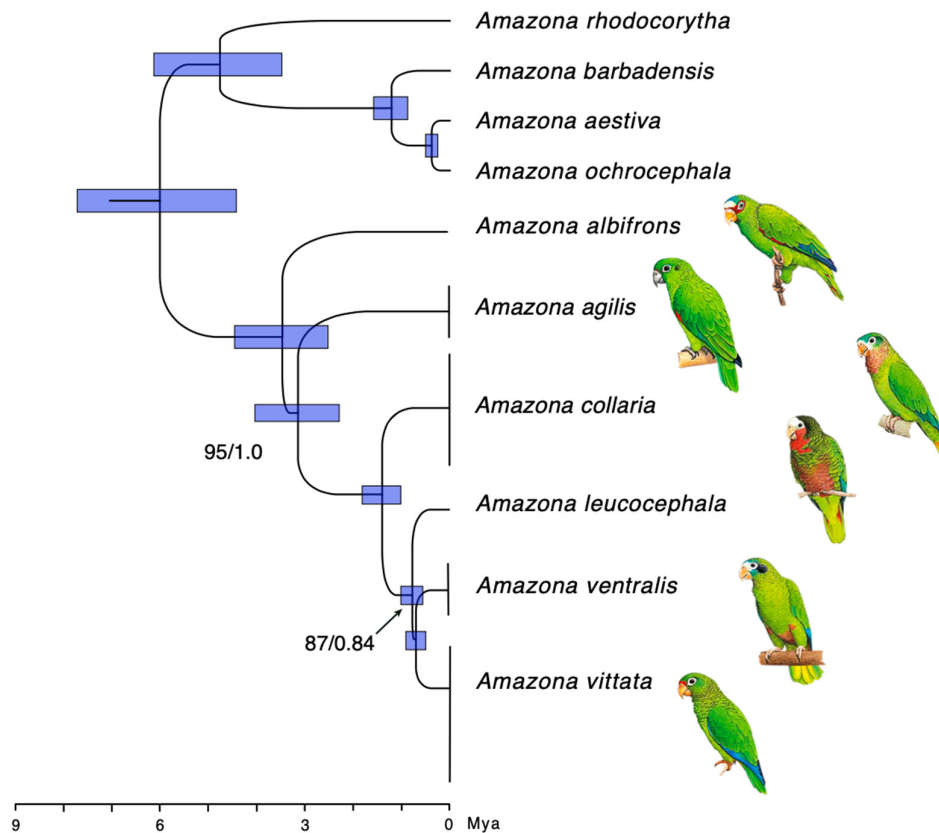 Amazona rhodocorytha
Amazona barbadensis
Amazona aestiva
Amazona ochrocephala
Amazona albifrons
Amazona agilis
Amazona collaria
95/1.0
Amazona leucocephala
Amazona ventralis
87/0.84
Amazona vittata
9 6 3 0 Mya